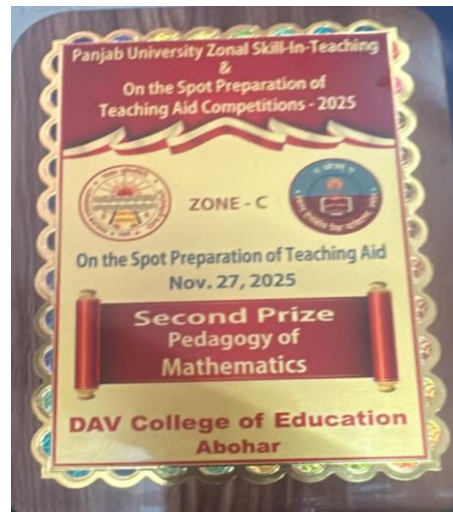 Panjab University Zonal Skill-In-Teaching
&
On the Spot Preparation of
Teaching Aid Competitions - 2025
ZONE - C
On the Spot Preparation of Teaching Aid
Nov. 27, 2025
Second Prize
Pedagogy of
Mathematics
DAV College of Education
Abohar